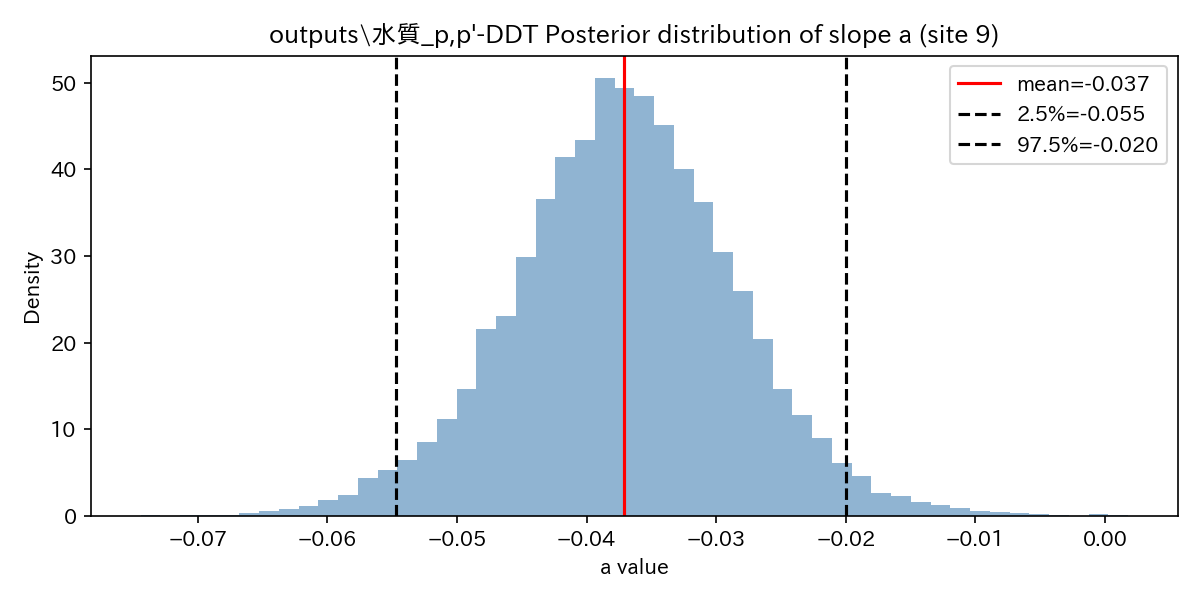 outputs\水質_p,p'-DDT Posterior distribution of slope a (site 9)
mean=-0.037
2.5%=-0.055
97.5%=-0.020
Density
50
40
30
20
10
0
−0.07 −0.06 −0.05 −0.04 −0.03 −0.02 −0.01 0.00
a value